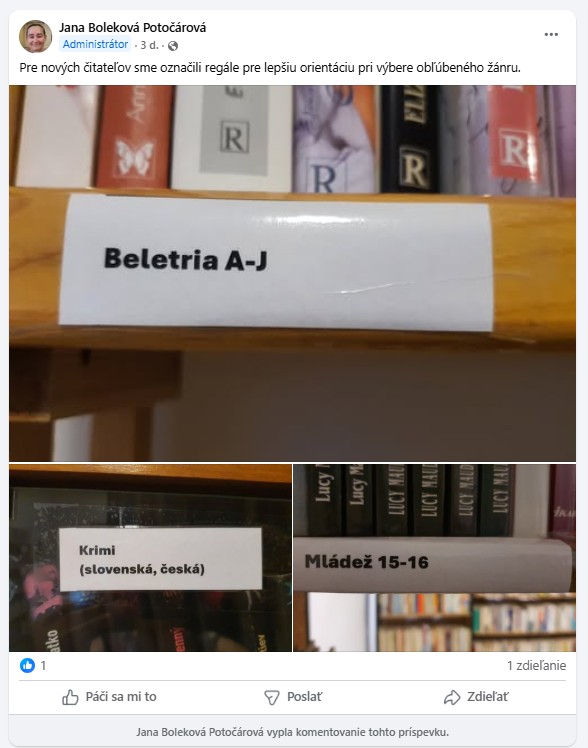 Jana Boleková Potočárová
Administrátor · 3 d. ·
Pre nových čitateľov sme označili regále pre lepšiu orientáciu pri výbere obľúbeného žánru.
R
R
R
R
Beletria A-J
Krimi
(slovenská, česká)
LUCY MAUD
LUCY MAUD
LUCY MAUD
LUCY MAUD
Mládež 15-16
1
1 zdieľanie
Páči sa mi to
Poslať
Zdieľať
Jana Boleková Potočárová vypla komentovanie tohto príspevku.